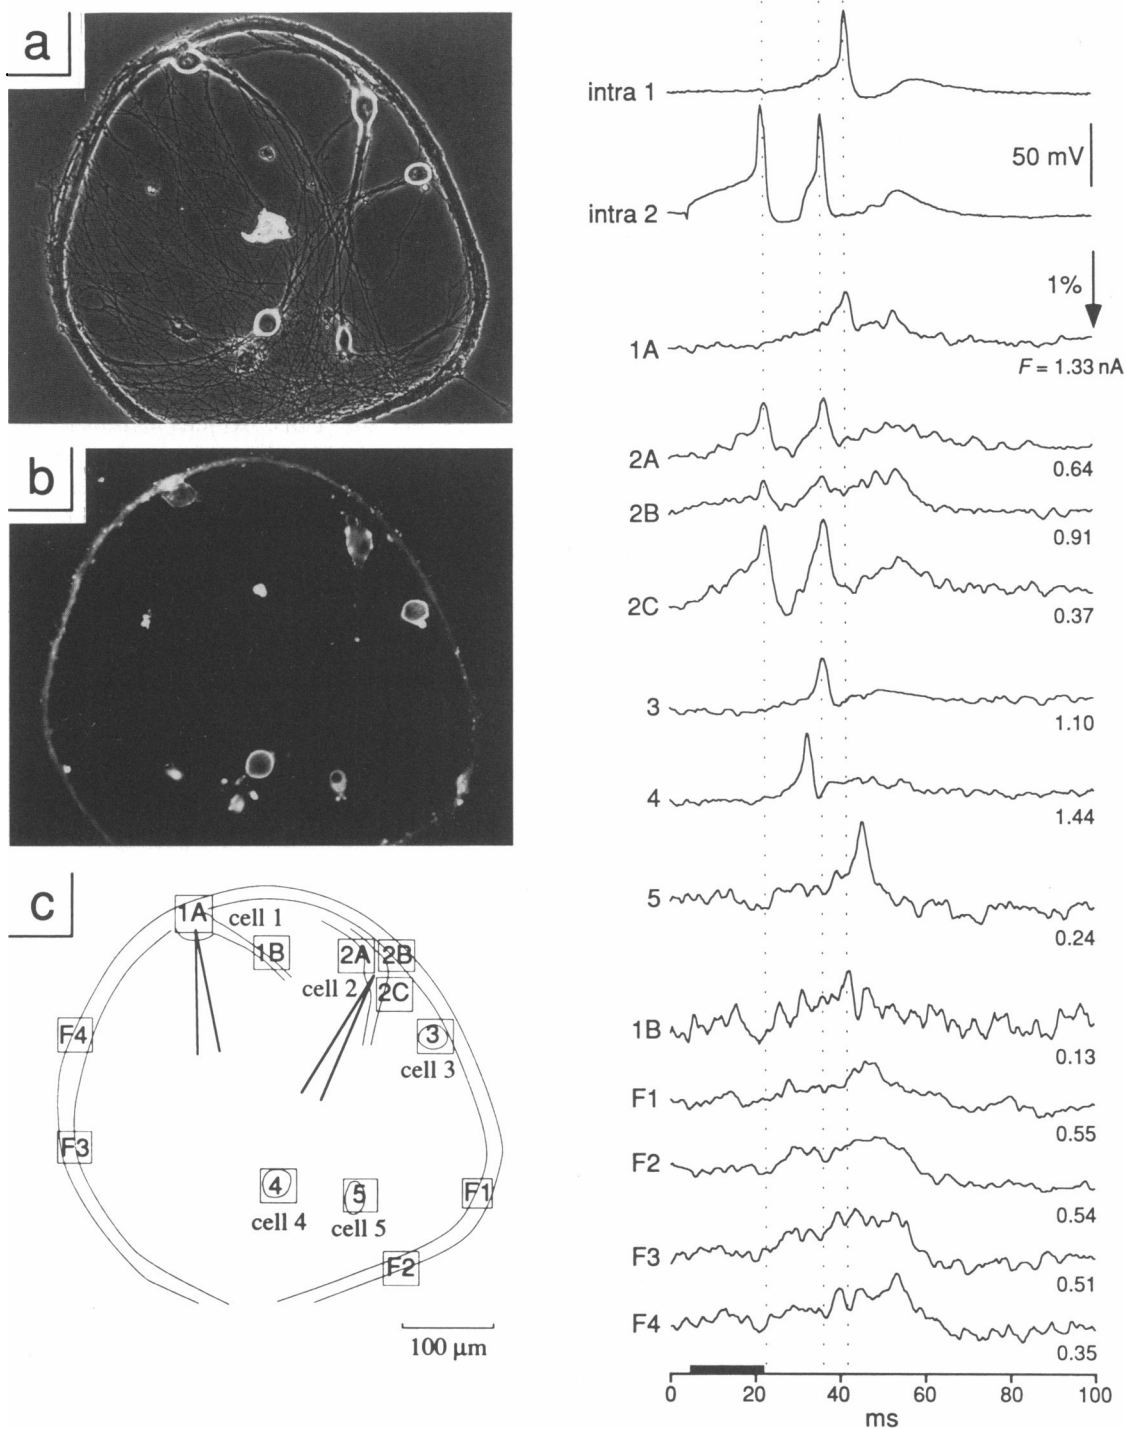 a
b
c
1A
cell 1
1B
2A
2B
cell 2
2C
F4
3
cell 3
F3
4
5
F1
cell 4
cell 5
F2
100 µm
intra 1
50 mV
intra 2
1%
1A
F = 1.33 nA
2A
0.64
2B
0.91
2C
0.37
3
1.10
4
1.44
5
0.24
1B
0.13
F1
0.55
F2
0.54
F3
0.51
F4
0.35
0 20 40 60 80 100
ms